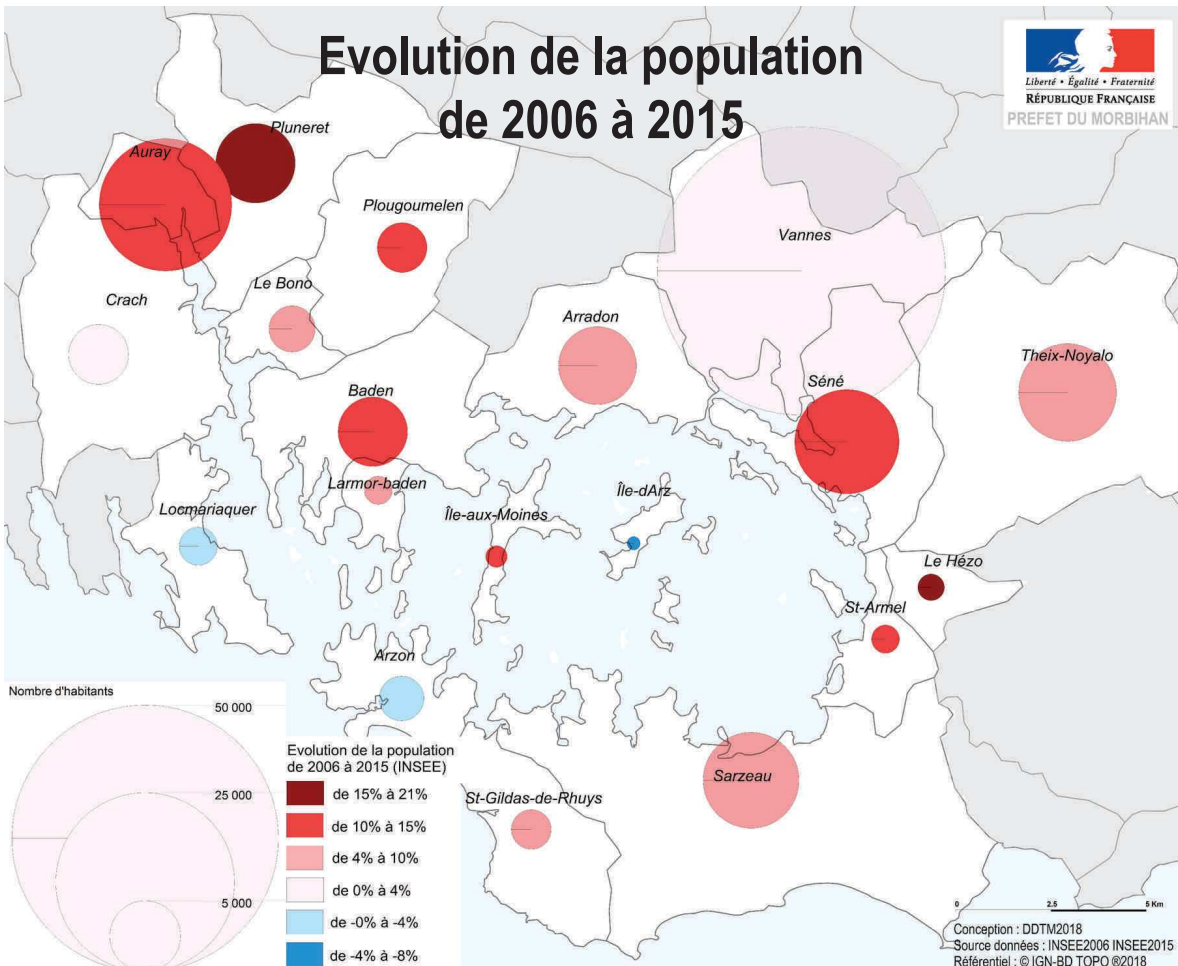 Evolution de la population
de 2006 à 2015
Liberté • Égalité • Fraternité
RÉPUBLIQUE FRANÇAISE
PREFET DU MORBIHAN
Pluneret
Auray
Plougoumelen
Vannes
Le Bono
Crach
Arradon
Theix-Noyalo
Baden
Séné
Larmor-baden
Île-dArz
Locmariaquer
Île-aux-Moines
Le Hézo
St-Armel
Arzon
Sarzeau
St-Gildas-de-Rhuys
Nombre d'habitants
50 000
25 000
5 000
Evolution de la population
de 2006 à 2015 (INSEE)
de 15% à 21%
de 10% à 15%
de 4% à 10%
de 0% à 4%
de -0% à -4%
de -4% à -8%
0 2.5 5 Km
Conception : DDTM2018
Source données : INSEE2006 INSEE2015
Référentiel : © IGN-BD TOPO ®2018